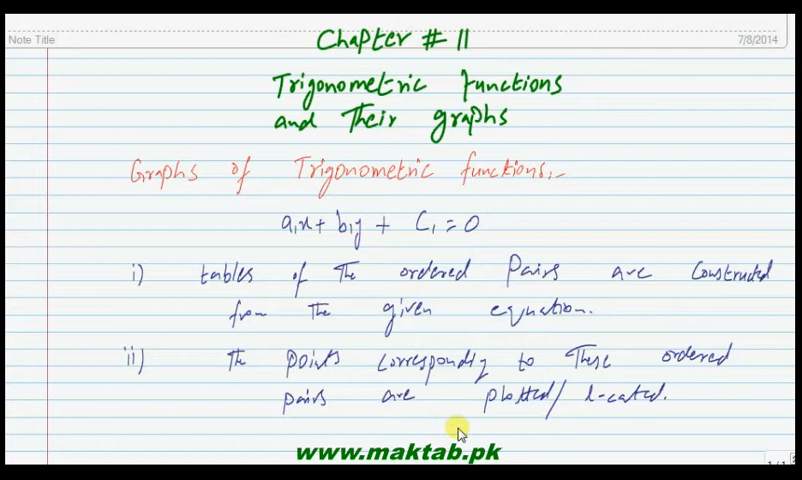 Note Title
7/8/2014
Chapter # 11
Trigonometric functions
and Their graphs
Graphs of Trigonometric functions:-
a₁x + b₁y + C₁ = 0
i) tables of The ordered Pairs are Constructed
from The given equation.
ii) The points corresponding to These ordered
pairs are plotted/ Located.
www.maktab.pk
1/1